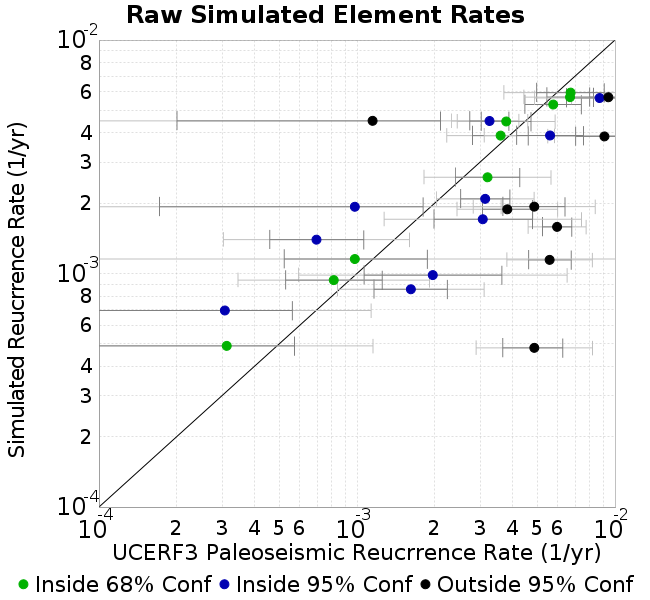 Raw Simulated Element Rates
10-2
8
6
4
3
2
10-3
8
6
4
3
2
10-4
10-4 2 3 4 5 6 10-3 2 3 4 5 6 10-2
Simulated Reucrrence Rate (1/yr)
UCERF3 Paleoseismic Reucrrence Rate (1/yr)
Inside 68% Conf Inside 95% Conf Outside 95% Conf